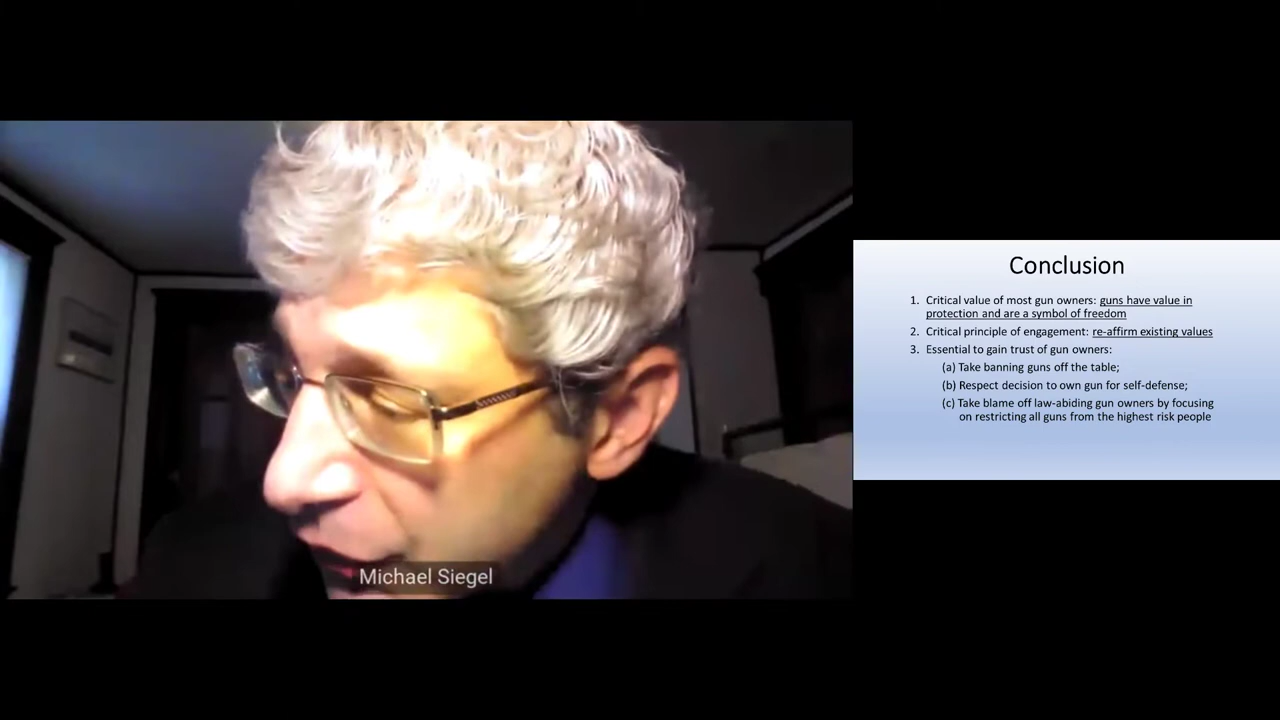 Michael Siegel
Conclusion
1. Critical value of most gun owners: guns have value in
protection and are a symbol of freedom
2. Critical principle of engagement: re-affirm existing values
3. Essential to gain trust of gun owners:
(a) Take banning guns off the table;
(b) Respect decision to own gun for self-defense;
(c) Take blame off law-abiding gun owners by focusing
on restricting all guns from the highest risk people